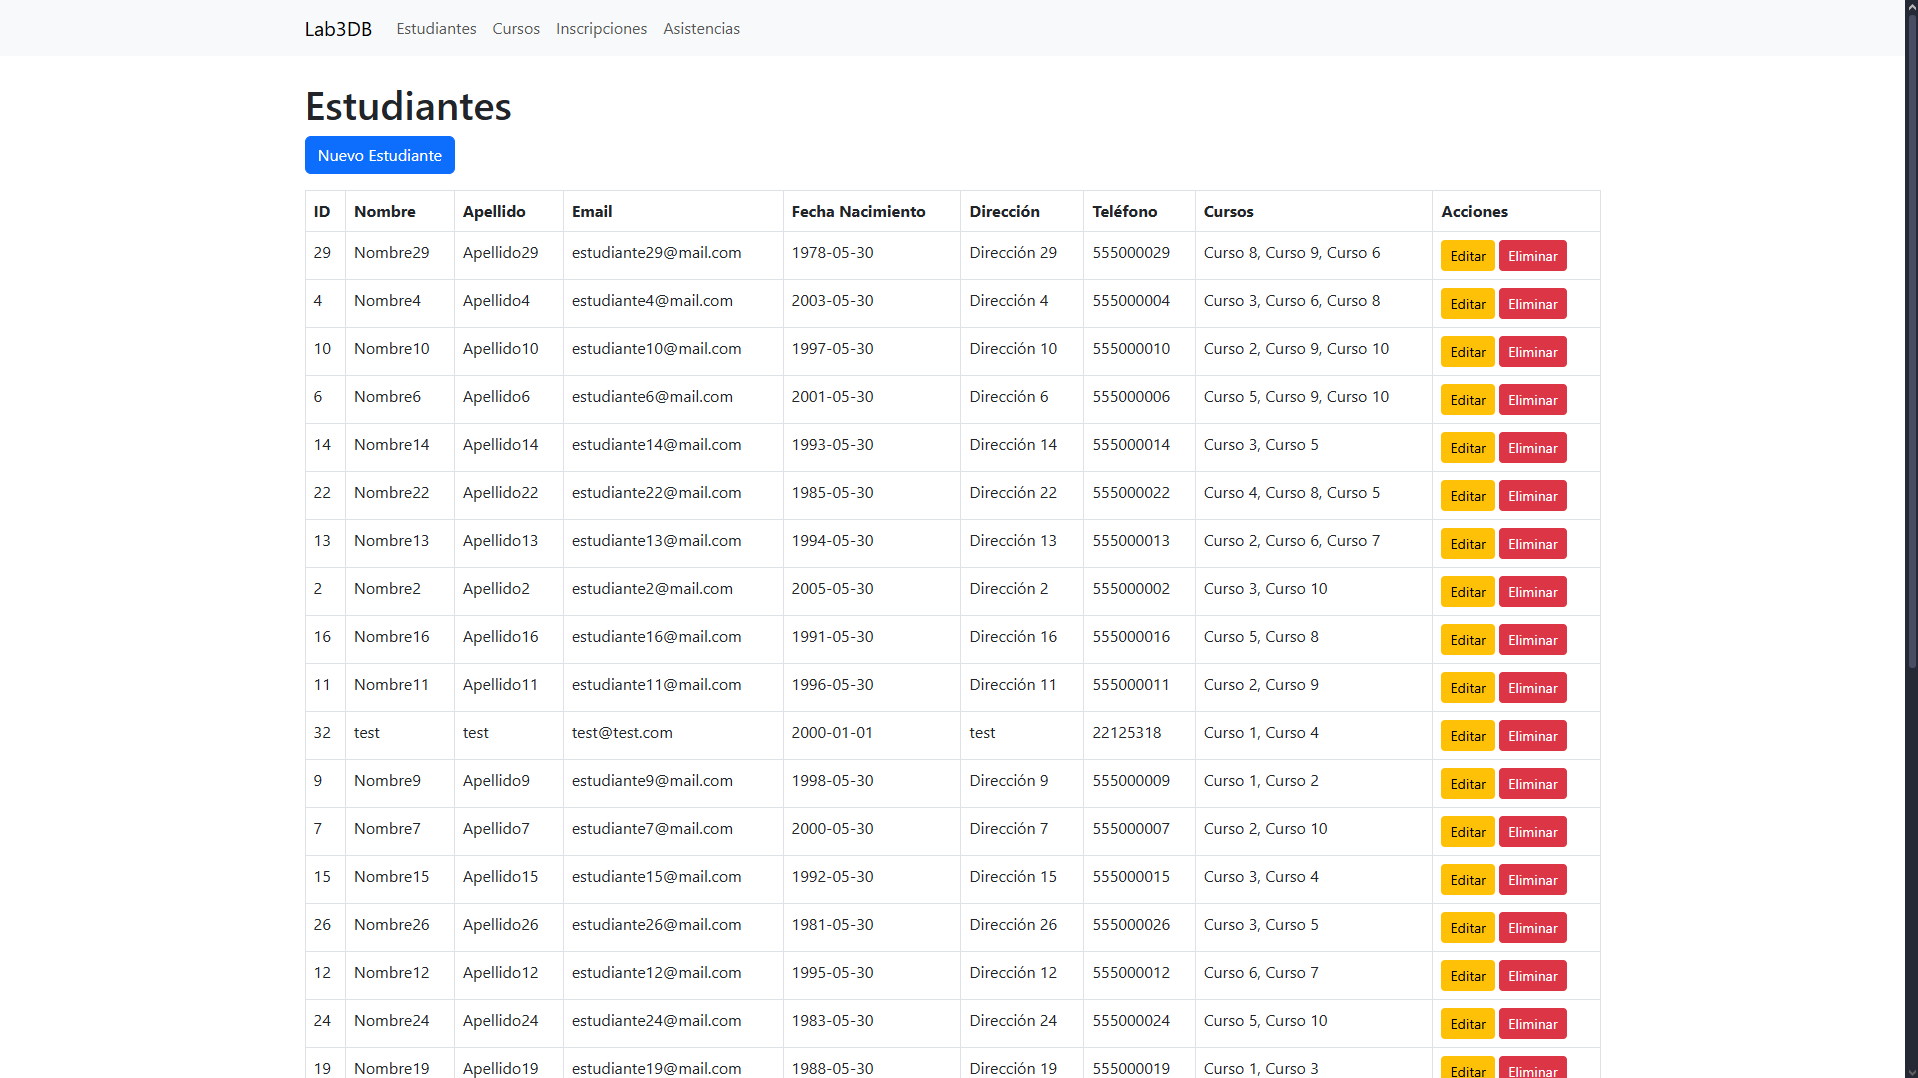 Lab3DB Estudiantes Cursos Inscripciones Asistencias
Estudiantes
Nuevo Estudiante
ID Nombre Apellido Email Fecha Nacimiento Dirección Teléfono Cursos Acciones
29 Nombre29 Apellido29 estudiante29@mail.com 1978-05-30 Dirección 29 555000029 Curso 8, Curso 9, Curso 6 Editar Eliminar
4 Nombre4 Apellido4 estudiante4@mail.com 2003-05-30 Dirección 4 555000004 Curso 3, Curso 6, Curso 8 Editar Eliminar
10 Nombre10 Apellido10 estudiante10@mail.com 1997-05-30 Dirección 10 555000010 Curso 2, Curso 9, Curso 10 Editar Eliminar
6 Nombre6 Apellido6 estudiante6@mail.com 2001-05-30 Dirección 6 555000006 Curso 5, Curso 9, Curso 10 Editar Eliminar
14 Nombre14 Apellido14 estudiante14@mail.com 1993-05-30 Dirección 14 555000014 Curso 3, Curso 5 Editar Eliminar
22 Nombre22 Apellido22 estudiante22@mail.com 1985-05-30 Dirección 22 555000022 Curso 4, Curso 8, Curso 5 Editar Eliminar
13 Nombre13 Apellido13 estudiante13@mail.com 1994-05-30 Dirección 13 555000013 Curso 2, Curso 6, Curso 7 Editar Eliminar
2 Nombre2 Apellido2 estudiante2@mail.com 2005-05-30 Dirección 2 555000002 Curso 3, Curso 10 Editar Eliminar
16 Nombre16 Apellido16 estudiante16@mail.com 1991-05-30 Dirección 16 555000016 Curso 5, Curso 8 Editar Eliminar
11 Nombre11 Apellido11 estudiante11@mail.com 1996-05-30 Dirección 11 555000011 Curso 2, Curso 9 Editar Eliminar
32 test test test@test.com 2000-01-01 test 22125318 Curso 1, Curso 4 Editar Eliminar
9 Nombre9 Apellido9 estudiante9@mail.com 1998-05-30 Dirección 9 555000009 Curso 1, Curso 2 Editar Eliminar
7 Nombre7 Apellido7 estudiante7@mail.com 2000-05-30 Dirección 7 555000007 Curso 2, Curso 10 Editar Eliminar
15 Nombre15 Apellido15 estudiante15@mail.com 1992-05-30 Dirección 15 555000015 Curso 3, Curso 4 Editar Eliminar
26 Nombre26 Apellido26 estudiante26@mail.com 1981-05-30 Dirección 26 555000026 Curso 3, Curso 5 Editar Eliminar
12 Nombre12 Apellido12 estudiante12@mail.com 1995-05-30 Dirección 12 555000012 Curso 6, Curso 7 Editar Eliminar
24 Nombre24 Apellido24 estudiante24@mail.com 1983-05-30 Dirección 24 555000024 Curso 5, Curso 10 Editar Eliminar
19 Nombre19 Apellido19 estudiante19@mail.com 1988-05-30 Dirección 19 555000019 Curso 1, Curso 3 Editar Eliminar